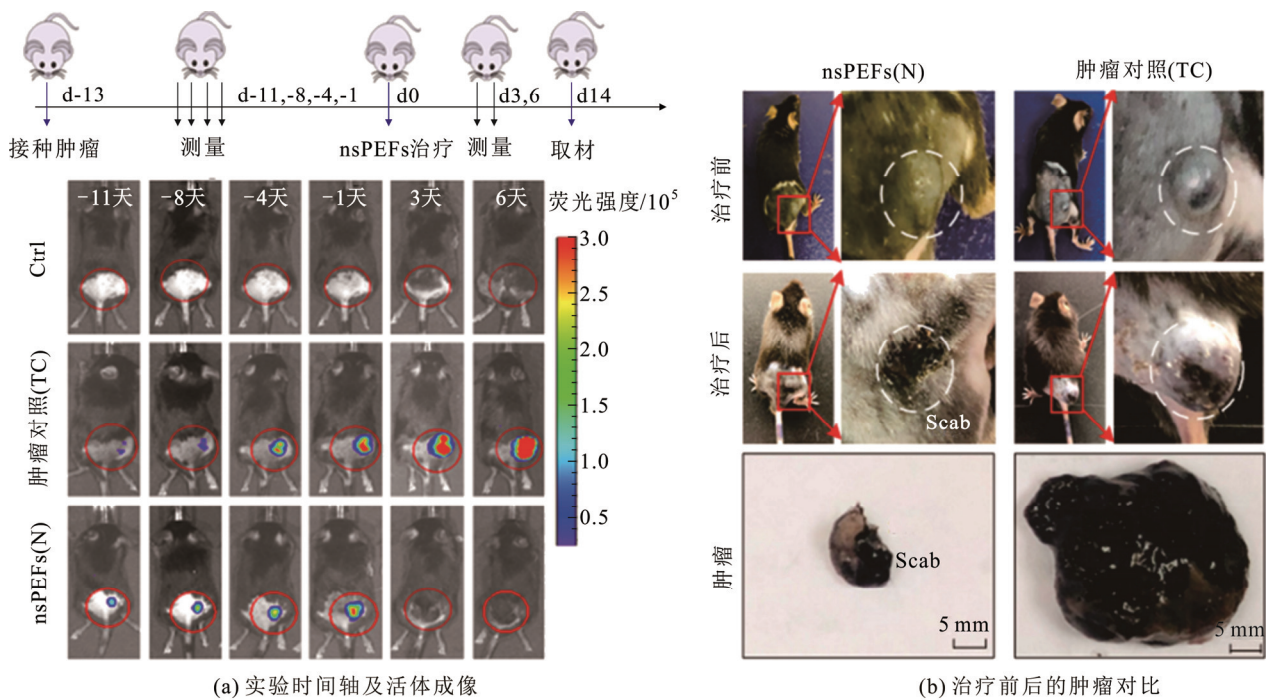 d-13
d-11,-8,-4,-1
d0
d3,6
d14
接种肿瘤
测量
nsPEFs治疗
测量
取材
-11天
-8天
-4天
-1天
3天
6天
荧光强度/10⁵
3.0
2.5
2.0
1.5
1.0
0.5
Ctrl
肿瘤对照(TC)
nsPEFs(N)
(a) 实验时间轴及活体成像
nsPEFs(N)
肿瘤对照(TC)
治疗前
治疗后
Scab
肿瘤
Scab
5 mm
5 mm
(b) 治疗前后的肿瘤对比